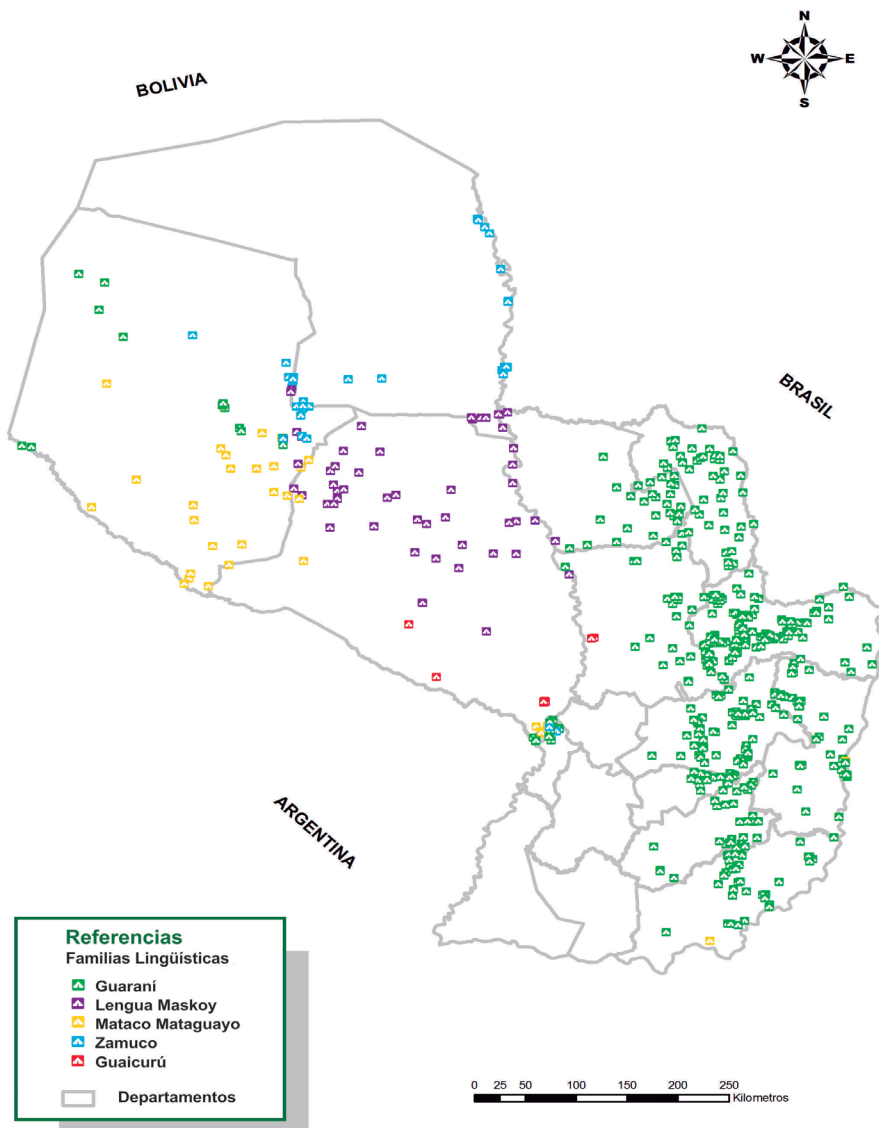 N
W E
S
BOLIVIA
BRASIL
ARGENTINA
Referencias
Familias Lingüísticas
Guaraní
Lengua Maskoy
Mataco Mataguayo
Zamuco
Guaicurú
Departamentos
0 25 50 100 150 200 250
Kilometros